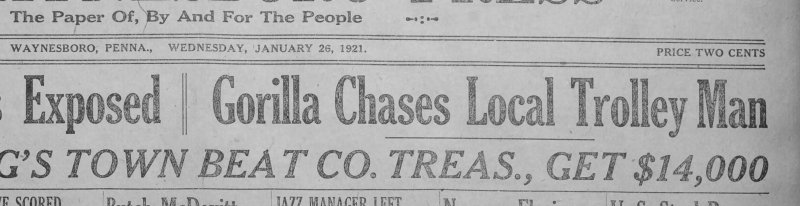 The Paper Of, By And For The People
WAYNESBORO, PENNA., WEDNESDAY, JANUARY 26, 1921.
PRICE TWO CENTS
Exposed Gorilla Chases Local Trolley Man
G'S TOWN BEAT CO. TREAS., GET $14,000
SCORED JAZZ MANAGER LEFT